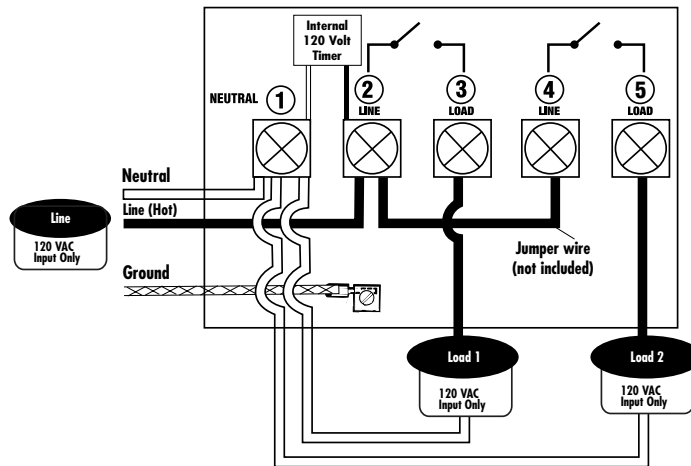 Internal
120 Volt
Timer
NEUTRAL
1
2
LINE
3
LOAD
4
LINE
5
LOAD
Neutral
Line (Hot)
Line
120 VAC
Input Only
Jumper wire
(not included)
Ground
Load 1
120 VAC
Input Only
Load 2
120 VAC
Input Only